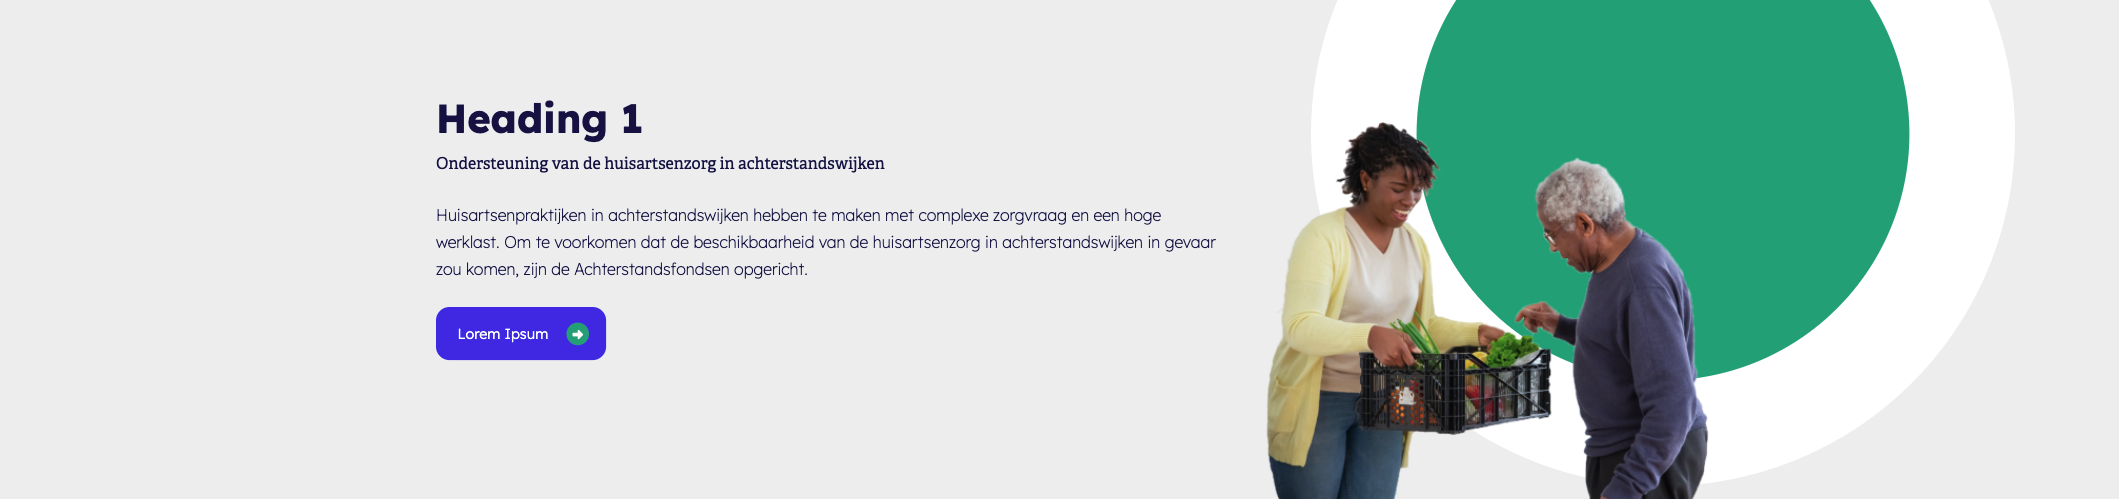 Heading 1
Ondersteuning van de huisartsenzorg in achterstandswijken
Huisartsenpraktijken in achterstandswijken hebben te maken met complexe zorgvraag en een hoge
werklast. Om te voorkomen dat de beschikbaarheid van de huisartsenzorg in achterstandswijken in gevaar
zou komen, zijn de Achterstandsfondsen opgericht.
Lorem Ipsum